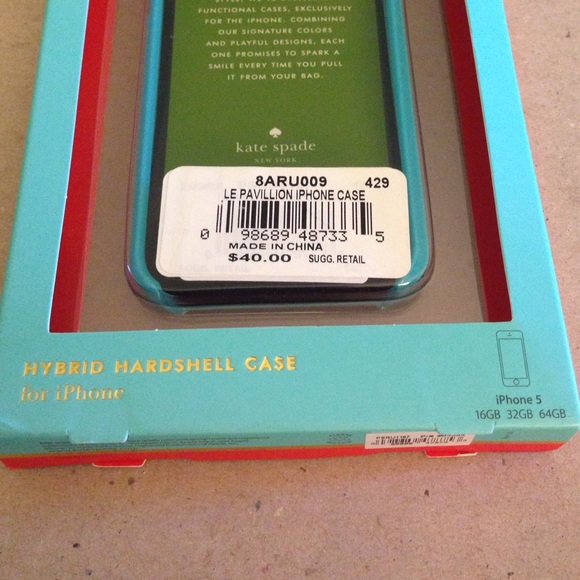 FUNCTIONAL CASES, EXCLUSIVELY
FOR THE IPHONE. COMBINING
OUR SIGNATURE COLORS
AND PLAYFUL DESIGNS, EACH
ONE PROMISES TO SPARK A
SMILE EVERY TIME YOU PULL
IT FROM YOUR BAG.
kate spade
NEW YORK
8ARU009 429
LE PAVILLION IPHONE CASE
0 98689 48733 5
MADE IN CHINA
$40.00 SUGG. RETAIL
HYBRID HARDSHELL CASE
for iPhone
iPhone 5
16GB 32GB 64GB